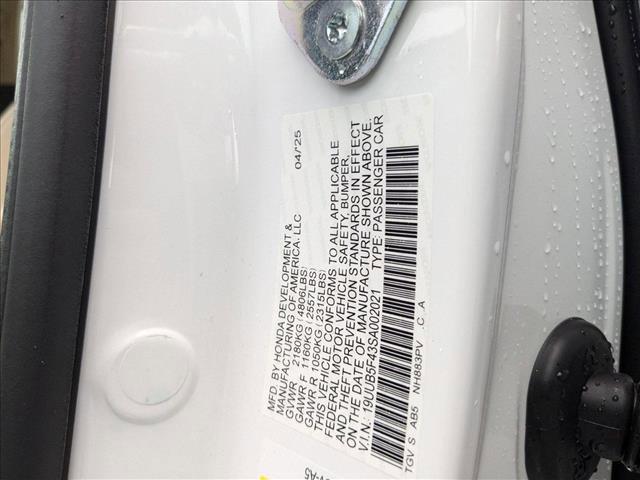 MFD. BY HONDA DEVELOPMENT &
MANUFACTURING OF AMERICA, LLC 04/'25
GVWR 2180KG (4806LBS)
GAWR F 1160KG (2557LBS)
GAWR R 1050KG (2315LBS)
THIS VEHICLE CONFORMS TO ALL APPLICABLE
FEDERAL MOTOR VEHICLE SAFETY, BUMPER,
AND THEFT PREVENTION STANDARDS IN EFFECT
ON THE DATE OF MANUFACTURE SHOWN ABOVE.
V.I.N. 19UUB5F43SA002021 TYPE: PASSENGER CAR
TGV S AB5 NH883PV .C .A